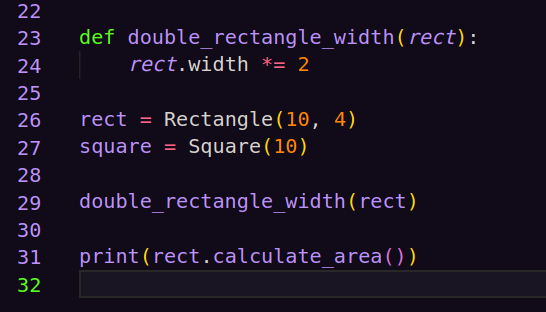 22
23 def double_rectangle_width(rect):
24     rect.width *= 2
25
26 rect = Rectangle(10, 4)
27 square = Square(10)
28
29 double_rectangle_width(rect)
30
31 print(rect.calculate_area())
32